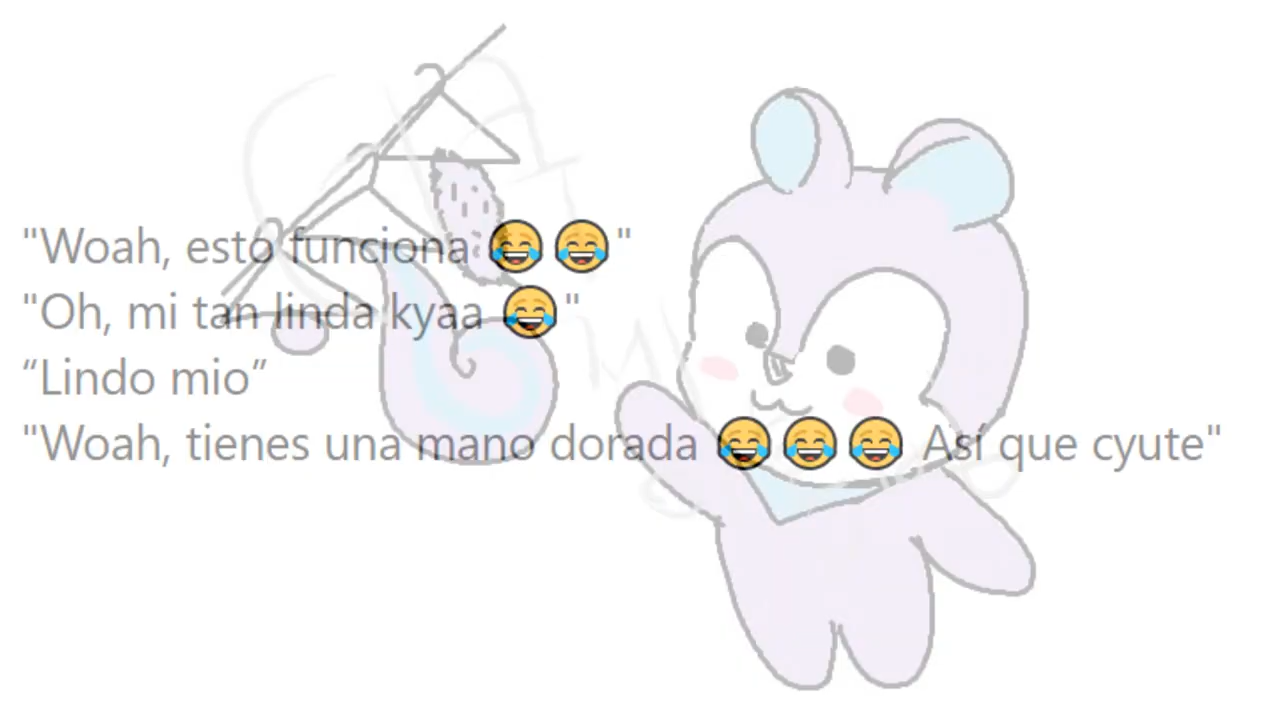 "Woah, esto funciona 😂😂"
"Oh, mi tan linda kyaa 😂"
“Lindo mio”
"Woah, tienes una mano dorada 😂😂😂 Así que cyute"